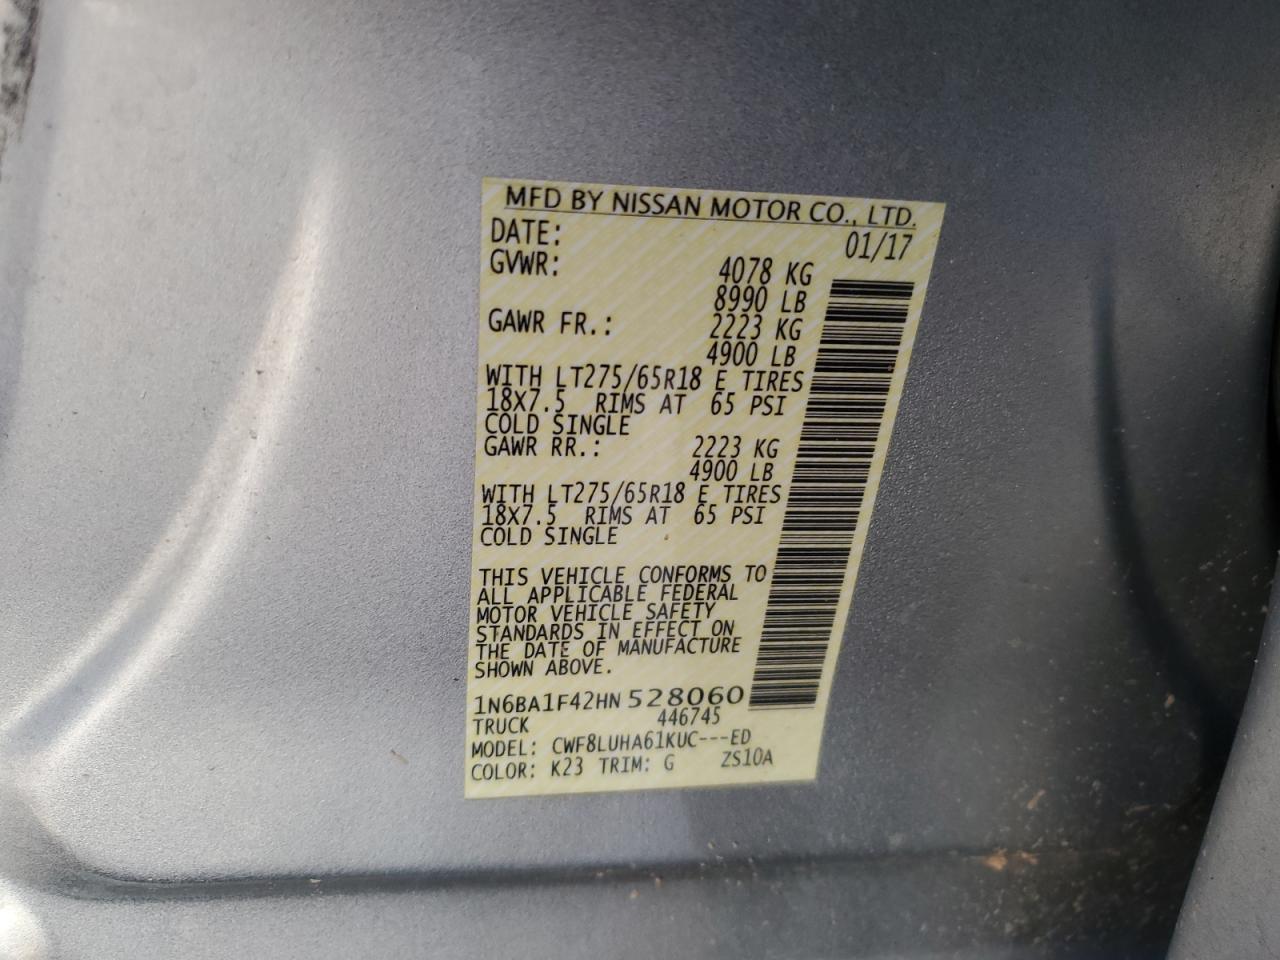 MFD BY NISSAN MOTOR CO., LTD.
DATE: 01/17
GVWR: 4078 KG
8990 LB
GAWR FR.: 2223 KG
4900 LB
WITH LT275/65R18 E TIRES
18X7.5 RIMS AT 65 PSI
COLD SINGLE
GAWR RR.: 2223 KG
4900 LB
WITH LT275/65R18 E TIRES
18X7.5 RIMS AT 65 PSI
COLD SINGLE
THIS VEHICLE CONFORMS TO
ALL APPLICABLE FEDERAL
MOTOR VEHICLE SAFETY
STANDARDS IN EFFECT ON
THE DATE OF MANUFACTURE
SHOWN ABOVE.
1N6BA1F42HN528060
TRUCK 446745
MODEL: CWF8LUHA61KUC---ED
COLOR: K23 TRIM: G ZS10A